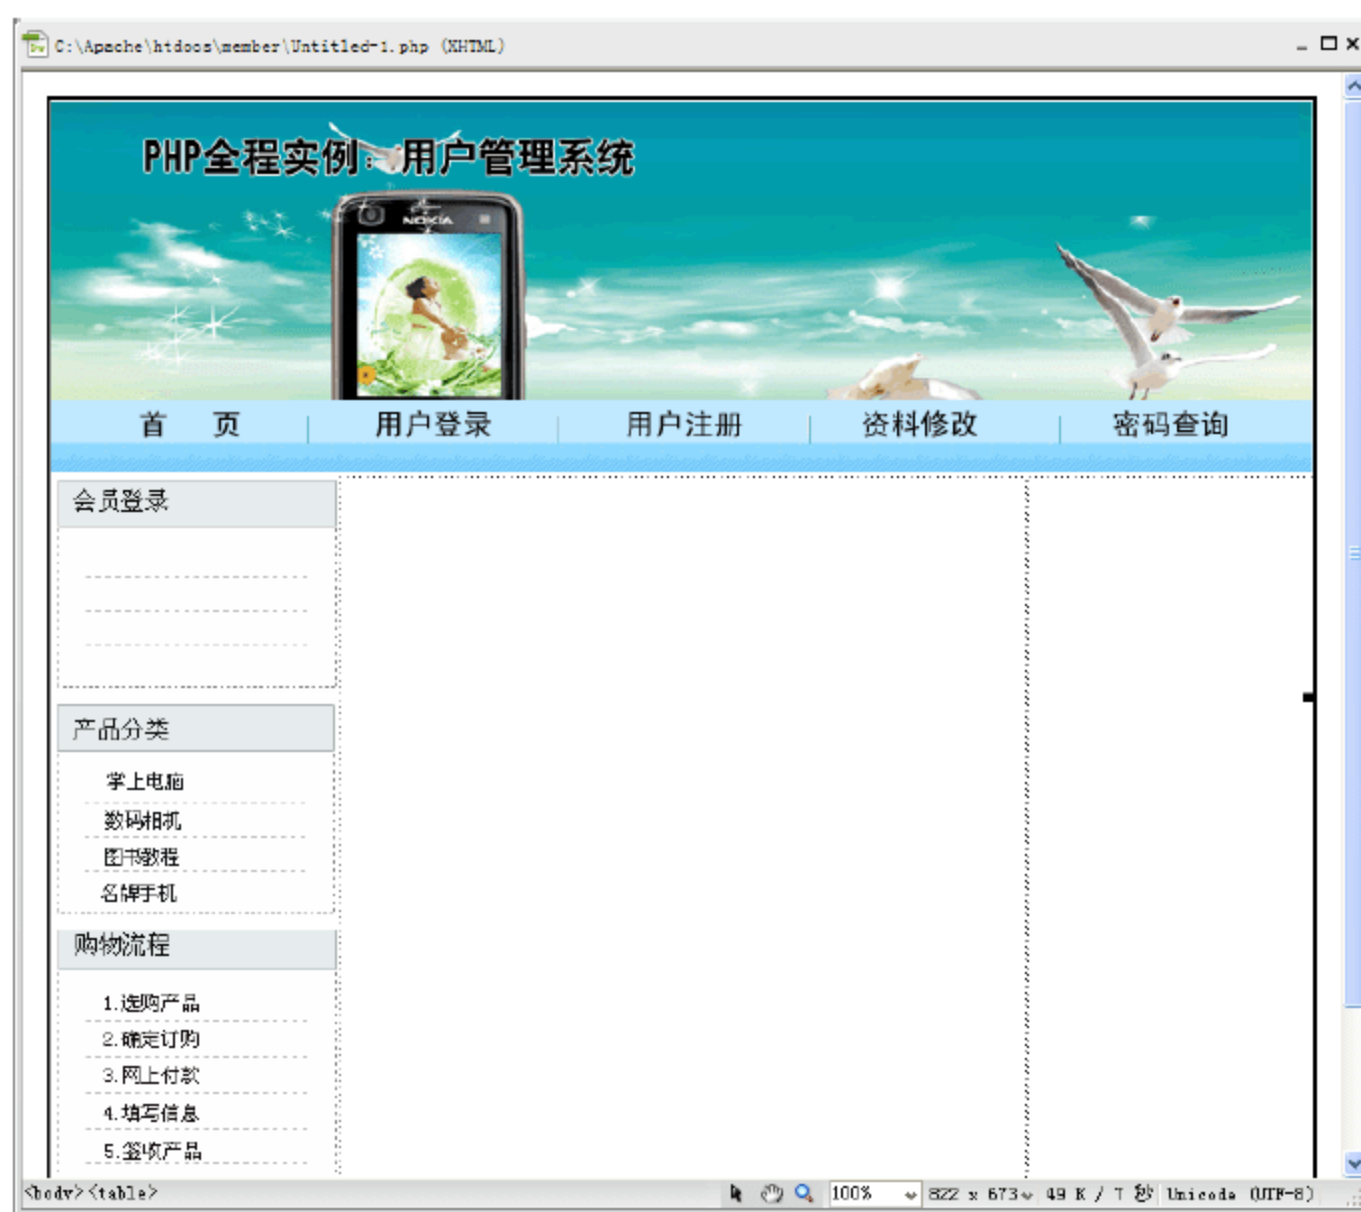 C:\Apache\htdocs\member\Untitled-1.php (XHTML)
PHP全程实例：用户管理系统
NOKIA
首 页 用户登录 用户注册 资料修改 密码查询
会员登录
产品分类
掌上电脑
数码相机
图书教程
名牌手机
购物流程
1.选购产品
2.确定订购
3.网上付款
4.填写信息
5.签收产品
<body><table> 100% 822 x 673 49 K / 7 秒 Unicode (UTF-8)